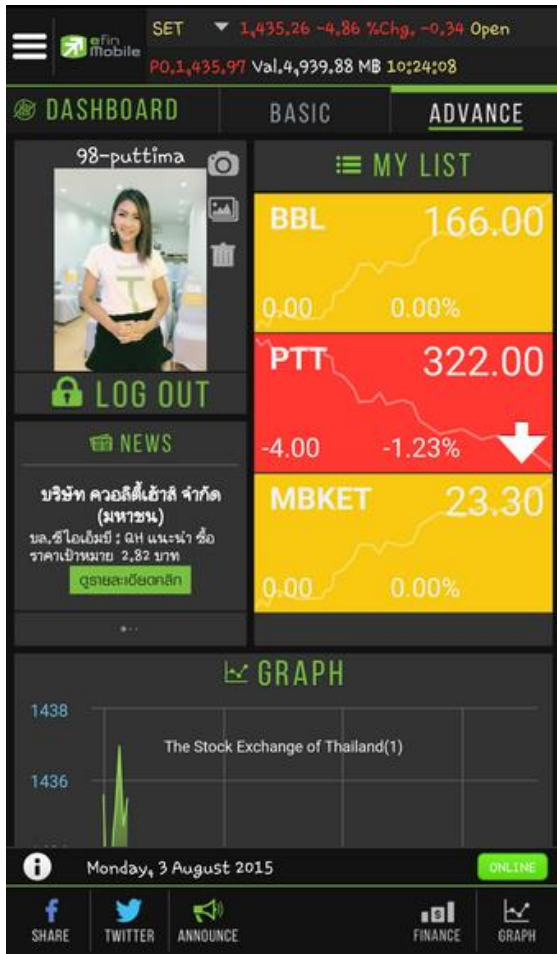 SET 1,435.26 -4.86 %Chg. -0.34 Open
efin Mobile
PO.1,435.97 Val.4,939.88 MB 10:24:08
DASHBOARD
BASIC
ADVANCE
98-puttima
LOG OUT
NEWS
บริษัท ควอลิตี้เฮ้าส์ จำกัด
(มหาชน)
บล.ซีไอเอ็มบี : QH แนะนำ ซื้อ
ราคาเป้าหมาย 2.82 บาท
ดูรายละเอียดคลิก
MY LIST
BBL 166.00
0.00 0.00%
PTT 322.00
-4.00 -1.23%
MBKET 23.30
0.00 0.00%
GRAPH
1438
The Stock Exchange of Thailand(1)
1436
Monday, 3 August 2015
ONLINE
SHARE
TWITTER
ANNOUNCE
FINANCE
GRAPH